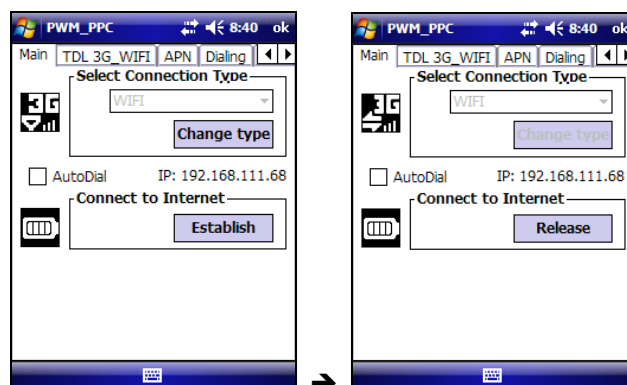 PWM_PPC 8:40 ok
Main TDL 3G_WIFI APN Dialing
Select Connection Type
3G WIFI
Change type
AutoDial IP: 192.168.111.68
Connect to Internet
Establish
➔
PWM_PPC 8:40 ok
Main TDL 3G_WIFI APN Dialing
Select Connection Type
3G WIFI
Change type
AutoDial IP: 192.168.111.68
Connect to Internet
Release